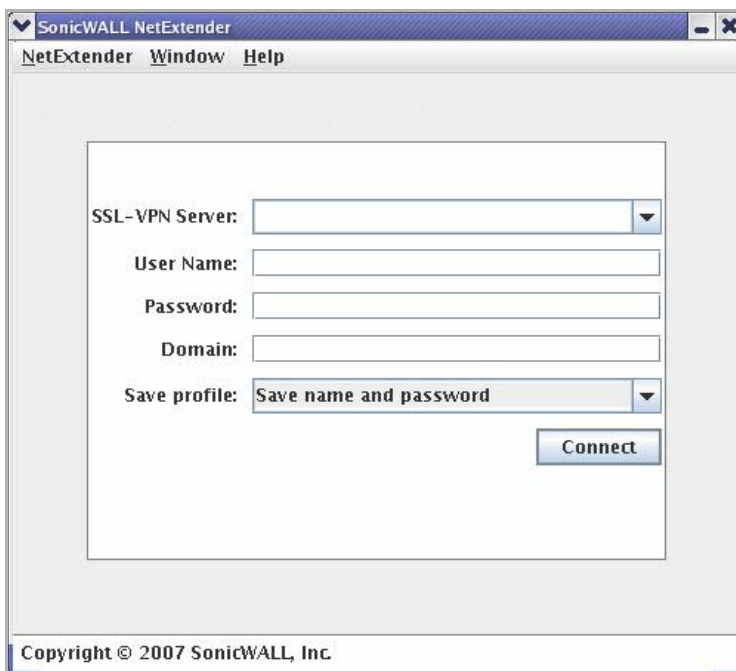 SonicWALL NetExtender
NetExtender Window Help
SSL-VPN Server:
User Name:
Password:
Domain:
Save profile: Save name and password
Connect
Copyright © 2007 SonicWALL, Inc.